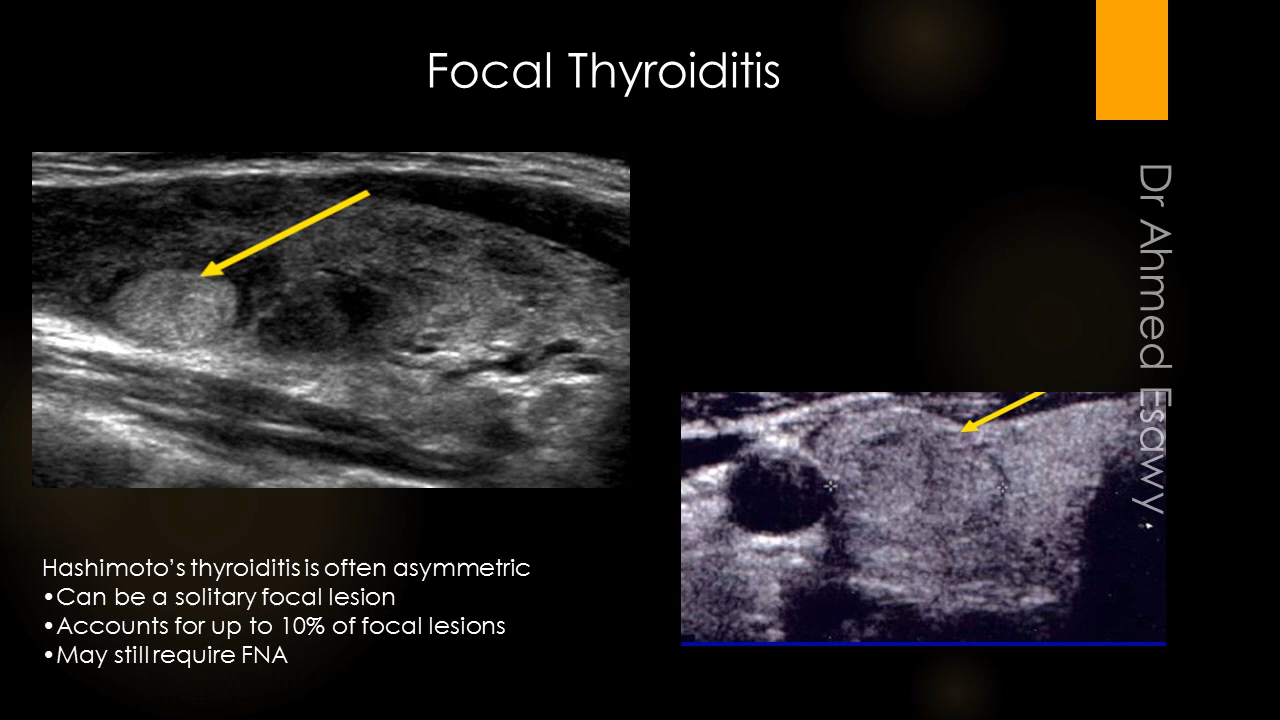 Focal Thyroiditis
Dr Ahmed Esawy
Hashimoto's thyroiditis is often asymmetric
•Can be a solitary focal lesion
•Accounts for up to 10% of focal lesions
•May still require FNA